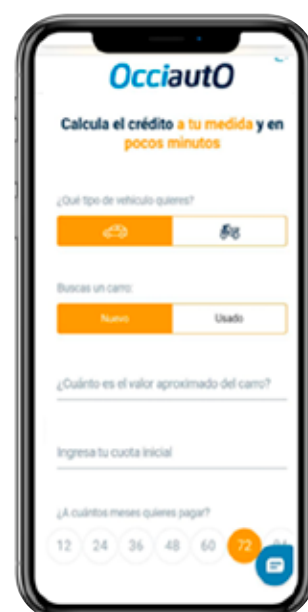 OcciautO
Calcula el crédito a tu medida y en
pocos minutos
¿Qué tipo de vehículo quieres?
Buscas un carro:
Nuevo Usado
¿Cuánto es el valor aproximado del carro?
Ingresa tu cuota inicial
¿A cuántos meses quieres pagar?
12 24 36 48 60 72